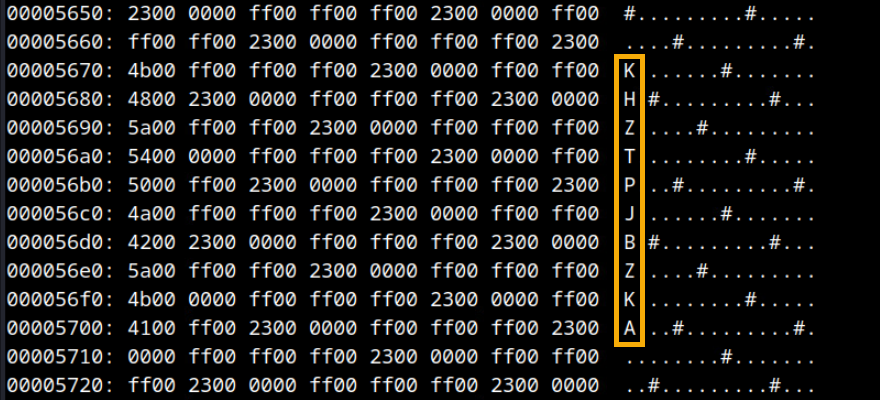 00005650: 2300 0000 ff00 ff00 ff00 2300 0000 ff00  #.........#.....
00005660: ff00 ff00 2300 0000 ff00 ff00 ff00 2300  ....#.........#.
00005670: 4b00 ff00 ff00 ff00 2300 0000 ff00 ff00  K.......#.......
00005680: 4800 2300 0000 ff00 ff00 ff00 2300 0000  H.#.........#...
00005690: 5a00 ff00 ff00 2300 0000 ff00 ff00 ff00  Z.....#.........
000056a0: 5400 0000 ff00 ff00 ff00 2300 0000 ff00  T.........#.....
000056b0: 5000 ff00 2300 0000 ff00 ff00 ff00 2300  P...#.........#.
000056c0: 4a00 ff00 ff00 ff00 2300 0000 ff00 ff00  J.......#.......
000056d0: 4200 2300 0000 ff00 ff00 ff00 2300 0000  B.#.........#...
000056e0: 5a00 ff00 ff00 2300 0000 ff00 ff00 ff00  Z.....#.........
000056f0: 4b00 0000 ff00 ff00 ff00 2300 0000 ff00  K.........#.....
00005700: 4100 ff00 2300 0000 ff00 ff00 ff00 2300  A...#.........#.
00005710: 0000 ff00 ff00 ff00 2300 0000 ff00 ff00  ........#.......
00005720: ff00 2300 0000 ff00 ff00 ff00 2300 0000  ..#.........#...